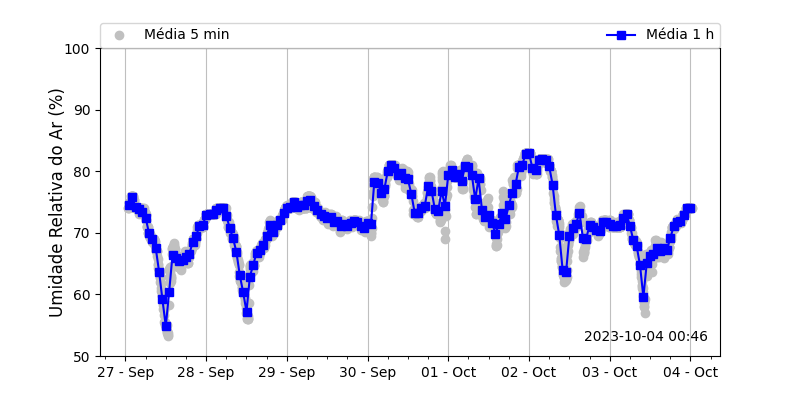 Média 5 min Média 1 h
100
90
80
70
60
50
Umidade Relativa do Ar (%)
2023-10-04 00:46
27 - Sep 28 - Sep 29 - Sep 30 - Sep 01 - Oct 02 - Oct 03 - Oct 04 - Oct